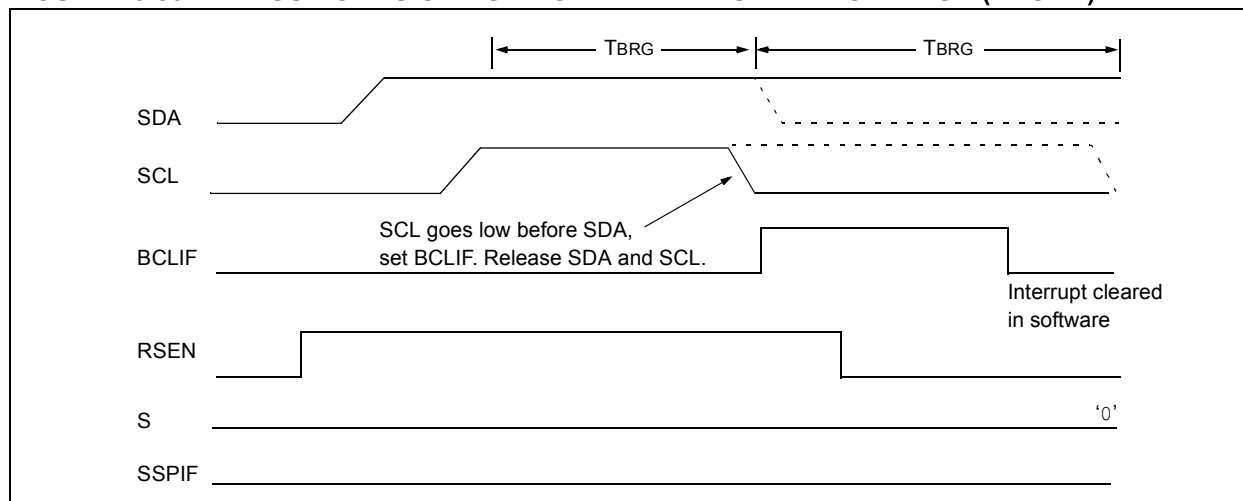 TBRG TBRG
SDA
SCL
SCL goes low before SDA,
set BCLIF. Release SDA and SCL.
BCLIF
Interrupt cleared
in software
RSEN
S '0'
SSPIF